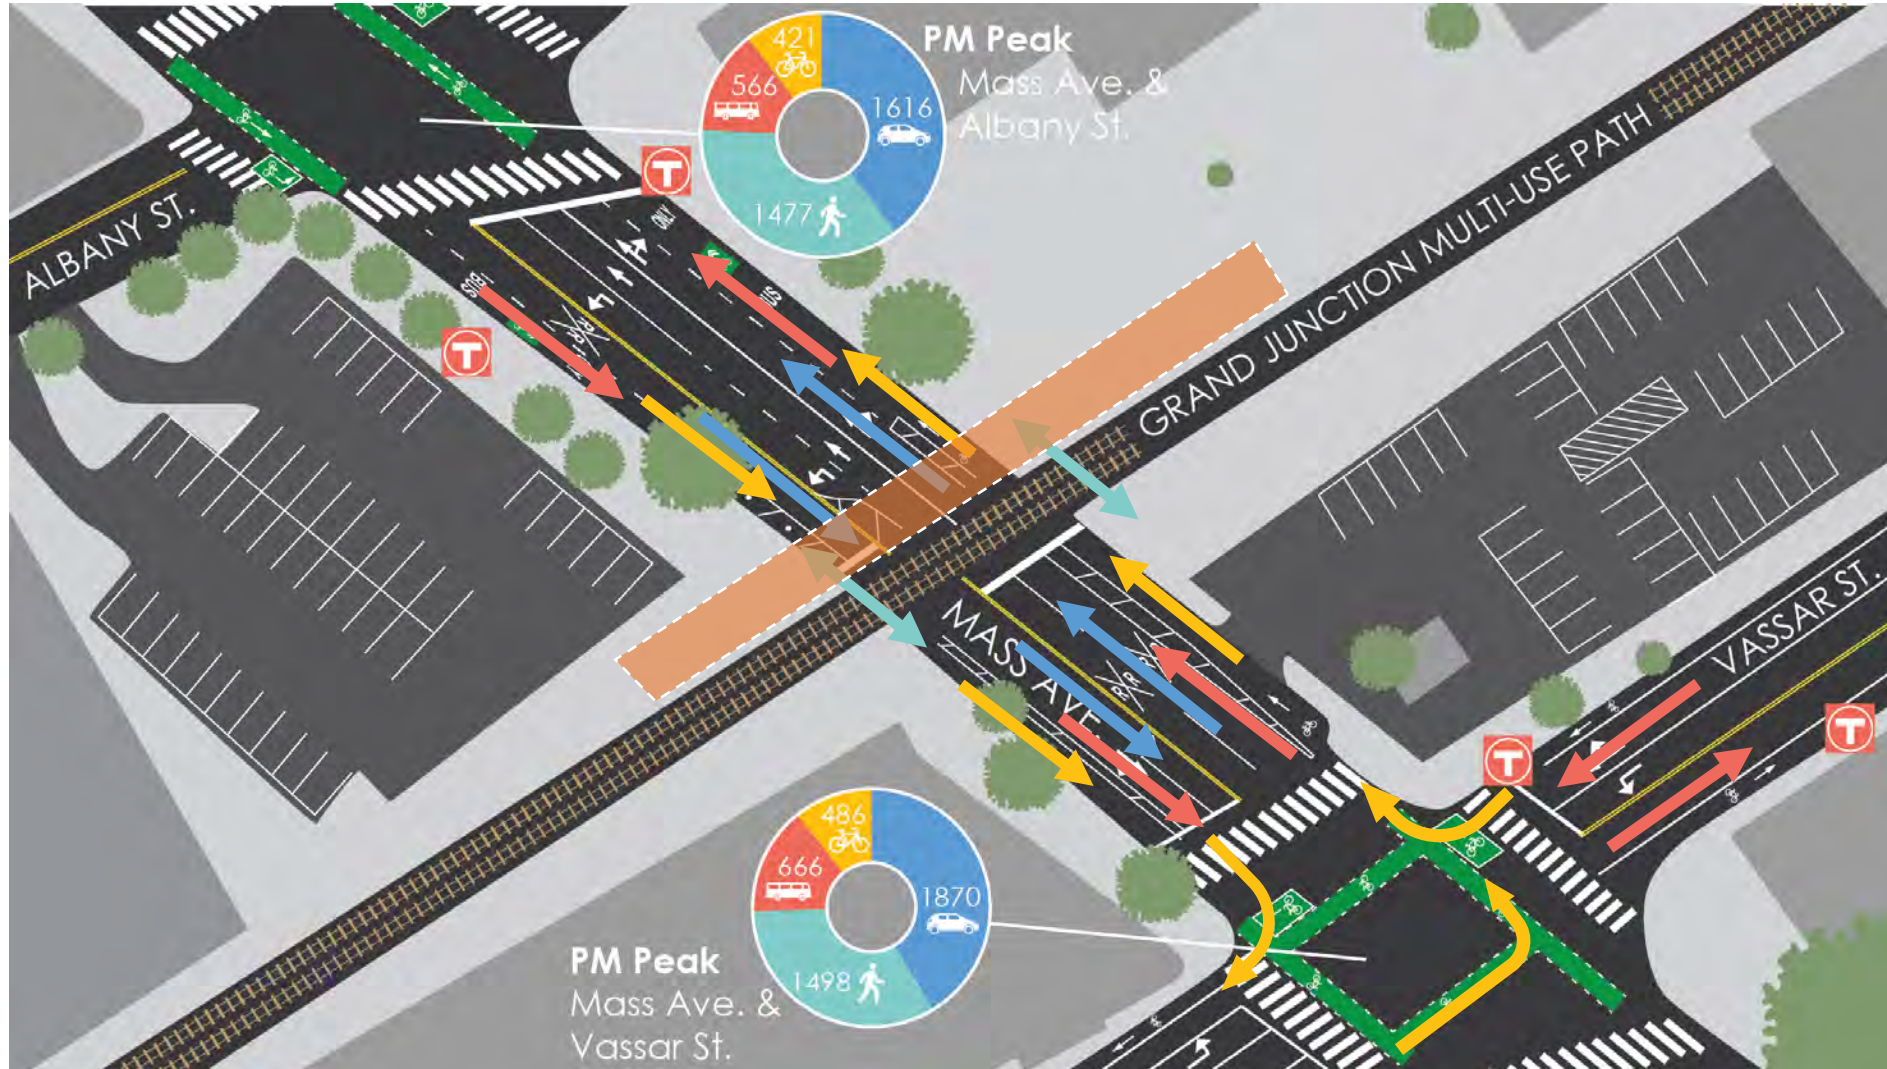 421
PM Peak
Mass Ave. &
Albany St.
566
1616
1477
T
ALBANY ST.
ONLY
BUS
BUS
R R
T
GRAND JUNCTION MULTI-USE PATH
MASS AVE.
R R
VASSAR ST.
T
T
486
666
1870
1498
PM Peak
Mass Ave. &
Vassar St.